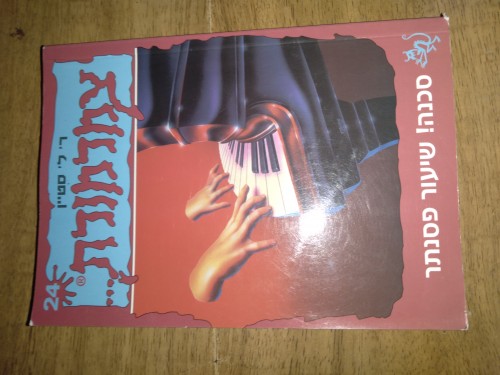 ר' ל' סטיין
צמרמורת...®
24
סכנה! שיעור פסנתר